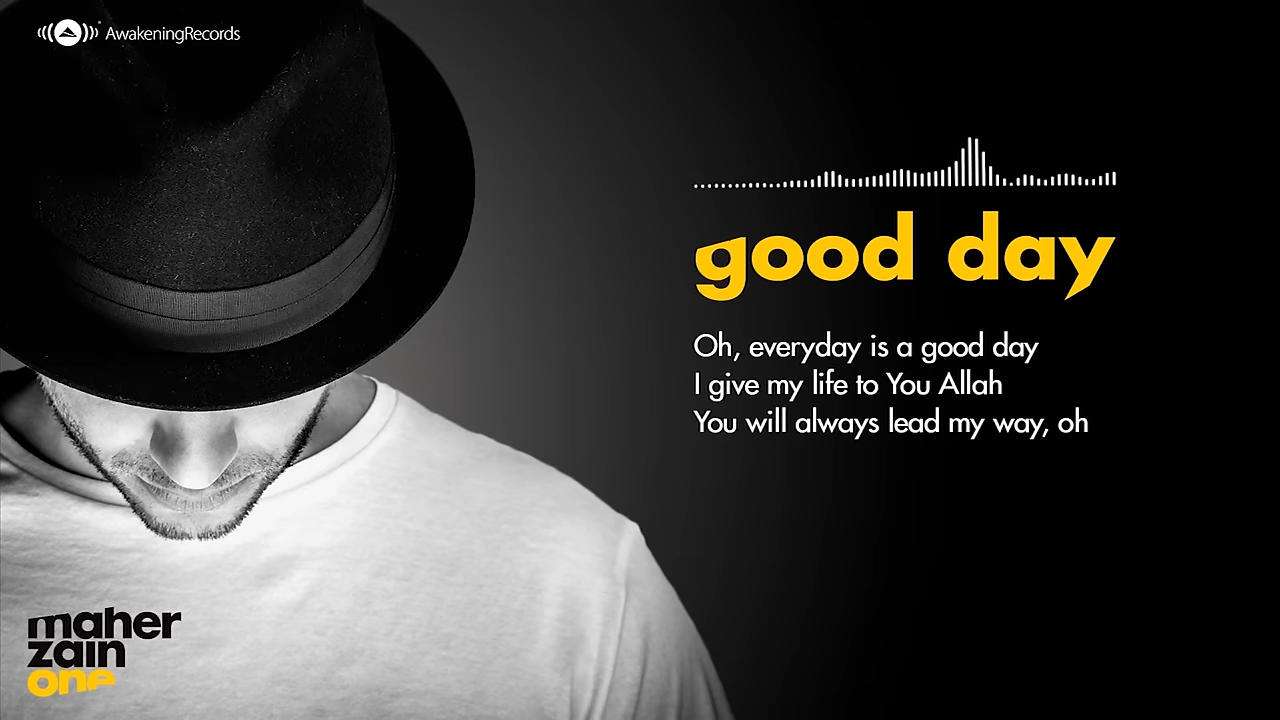 AwakeningRecords
good day
Oh, everyday is a good day
I give my life to You Allah
You will always lead my way, oh
maher
zain
one